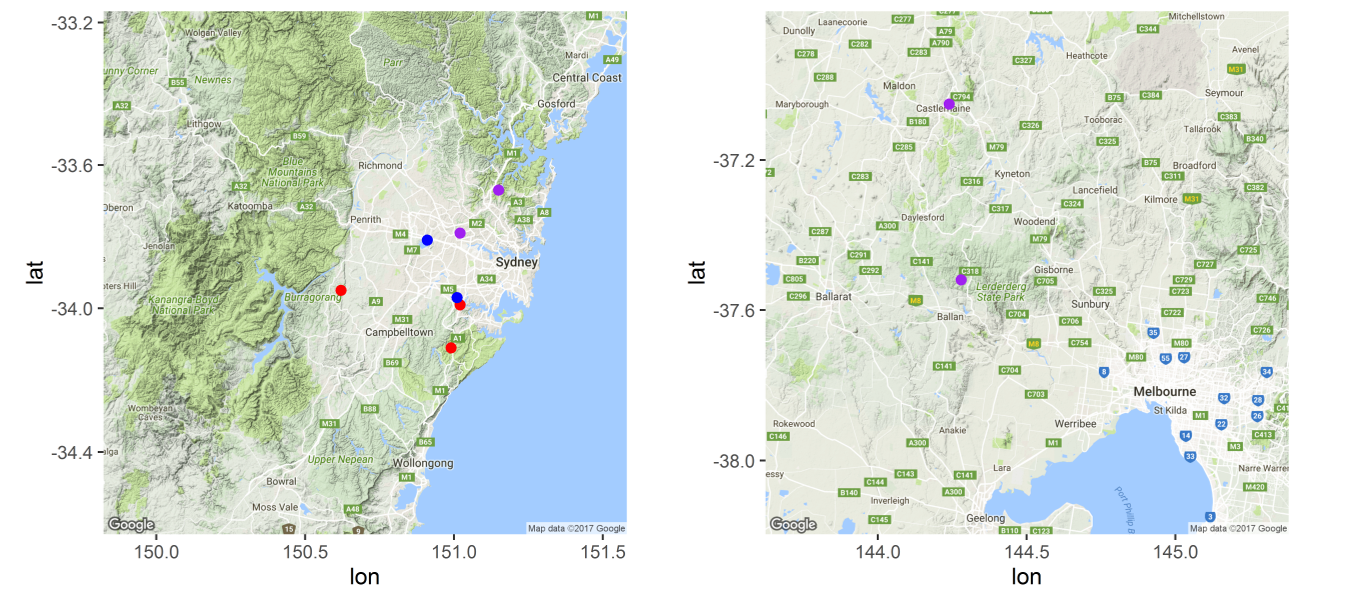 -33.2
-33.6
-34.0
-34.4
lat
150.0
150.5
151.0
151.5
lon
M1
Wolgan Valley
Parr
Mardi
A49
unny Corner
B55
Newnes
Central Coast
A32
Gosford
Lithgow
B59
M1
Richmond
Blue
Mountains
National Park
A32
Oberon
Katoomba
A32
Penrith
A3
A8
A38
M2
M4
M7
Jenolan
Sydney
A34
oters Hill
Kanangra-Boyd
National Park
Burragorang
A9
M5
M31
Campbelltown
A1
B69
M1
Wombeyan
Caves
B88
M31
alga
B65
Upper Nepean
Wollongong
M1
Bowral
Moss Vale
A48
15
9
Google
Map data ©2017 Google
-37.2
-37.6
-38.0
lat
144.0
144.5
145.0
lon
Laanecoorie
C277
Mitchellstown
Dunolly
A79
C344
C282
A790
C278
C283
Heathcote
Avenel
C327
M31
C288
Maldon
Seymour
Maryborough
C794
B75
C384
Castlemaine
B180
C326
Tooborac
C383
Tallarook
B340
C285
M79
C325
B75
Broadford
C283
C316
Kyneton
C311
C382
Lancefield
Kilmore
M31
C317
C324
Daylesford
A300
Woodend
C287
M79
C725
C291
B220
C141
C727
C292
C318
Gisborne
C805
C705
C729
Lerderderg
State Park
C296
Ballarat
M8
C325
C723
C746
Sunbury
Ballan
C704
C706
C722
C726
35
M8
C754
M80
M80
55
27
C141
C704
8
34
C703
Melbourne
32
28
St Kilda
26
M1
C41
Rokewood
Anakie
Werribee
22
C146
14
C413
A300
M1
M3
33
essy
Lara
Narre Warren
C143
C141
C144
M420
B140
A300
Inverleigh
Port Phillip B
C145
Geelong
3
B110
C123
Google
Map data ©2017 Google